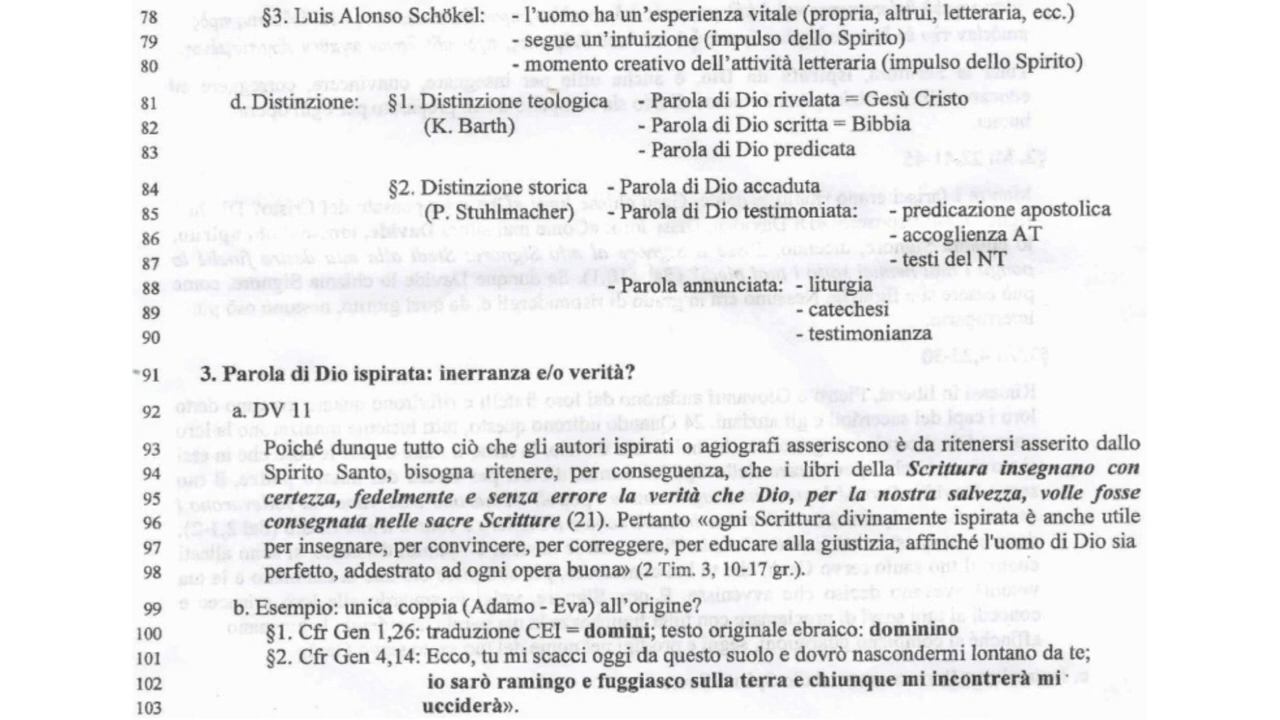 78 §3. Luis Alonso Schökel: - l'uomo ha un'esperienza vitale (propria, altrui, letteraria, ecc.)
79 - segue un'intuizione (impulso dello Spirito)
80 - momento creativo dell'attività letteraria (impulso dello Spirito)
81 d. Distinzione: §1. Distinzione teologica - Parola di Dio rivelata = Gesù Cristo
82 (K. Barth) - Parola di Dio scritta = Bibbia
83 - Parola di Dio predicata
84 §2. Distinzione storica - Parola di Dio accaduta
85 (P. Stuhlmacher) - Parola di Dio testimoniata: - predicazione apostolica
86 - accoglienza AT
87 - testi del NT
88 - Parola annunciata: - liturgia
89 - catechesi
90 - testimonianza
91 3. Parola di Dio ispirata: inerranza e/o verità?
92 a. DV 11
93 Poiché dunque tutto ciò che gli autori ispirati o agiografi asseriscono è da ritenersi asserito dallo
94 Spirito Santo, bisogna ritenere, per conseguenza, che i libri della Scrittura insegnano con
95 certezza, fedelmente e senza errore la verità che Dio, per la nostra salvezza, volle fosse
96 consegnata nelle sacre Scritture (21). Pertanto «ogni Scrittura divinamente ispirata è anche utile
97 per insegnare, per convincere, per correggere, per educare alla giustizia, affinché l'uomo di Dio sia
98 perfetto, addestrato ad ogni opera buona» (2 Tim. 3, 10-17 gr.).
99 b. Esempio: unica coppia (Adamo - Eva) all'origine?
100 §1. Cfr Gen 1,26: traduzione CEI = domini; testo originale ebraico: dominino
101 §2. Cfr Gen 4,14: Ecco, tu mi scacci oggi da questo suolo e dovrò nascondermi lontano da te;
102 io sarò ramingo e fuggiasco sulla terra e chiunque mi incontrerà mi
103 ucciderà».